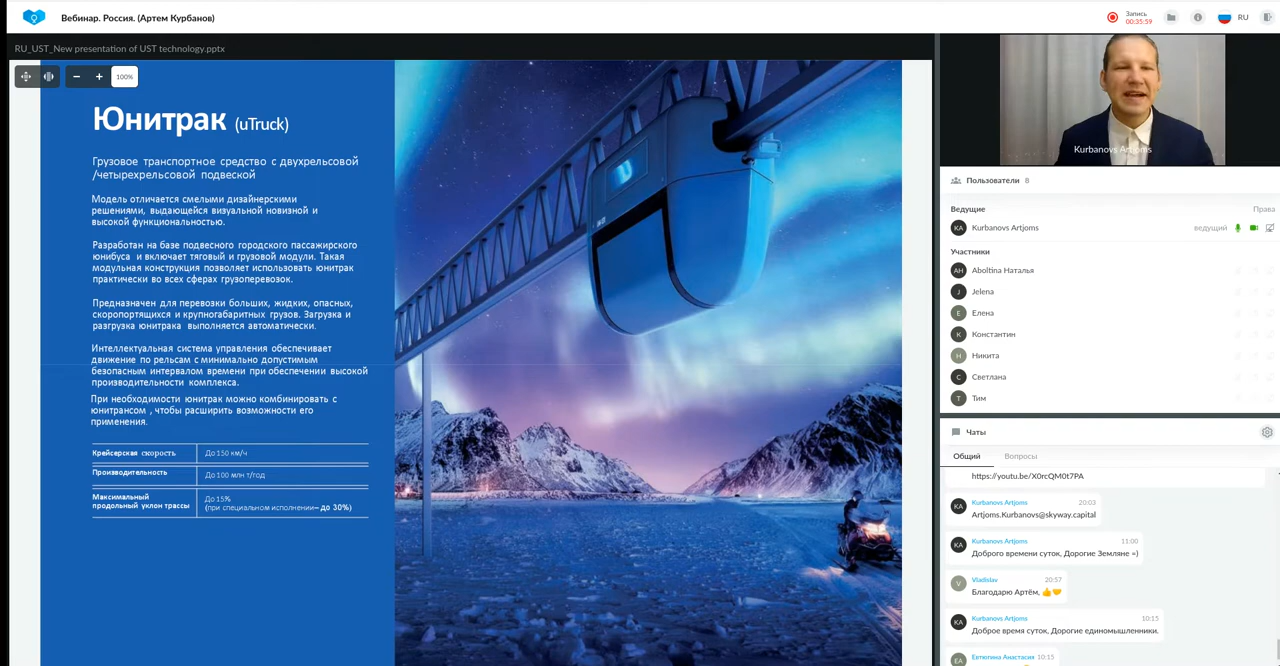 Вебинар. Россия. (Артем Курбанов)
Запись
00:35:59
RU
RU_UST_New presentation of UST technology.pptx
100%
Юнитрак (uTruck)
Грузовое транспортное средство с двухрельсовой
/четырехрельсовой подвеской
Модель отличается смелыми дизайнерскими
решениями, выдающейся визуальной новизной и
высокой функциональностью.
Разработан на базе подвесного городского пассажирского
юнибуса и включает тяговый и грузовой модули. Такая
модульная конструкция позволяет использовать юнитрак
практически во всех сферах грузоперевозок.
Предназначен для перевозки больших, жидких, опасных,
скоропортящихся и крупногабаритных грузов. Загрузка и
разгрузка юнитрака выполняется автоматически.
Интеллектуальная система управления обеспечивает
движение по рельсам с минимально допустимым
безопасным интервалом времени при обеспечении высокой
производительности комплекса.
При необходимости юнитрак можно комбинировать с
юнитрансом , чтобы расширить возможности его
применения.
Крейсерская скорость До 150 км/ч
Производительность До 100 млн т/год
Максимальный
продольный уклон трассы
До 15%
(при специальном исполнении– до 30%)
Kurbanovs Artjoms
Пользователи 8
Ведущие Права
KA Kurbanovs Artjoms ведущий
Участники
AH Aboltina Наталья
J Jelena
Е Елена
К Константин
Н Никита
С Светлана
Т Тим
Чаты
Общий Вопросы
https://youtu.be/X0rcQM0t7PA
KA Kurbanovs Artjoms 20:03
Artjoms.Kurbanovs@skyway.capital
KA Kurbanovs Artjoms 11:00
Доброго времени суток, Дорогие Земляне =)
V Vladislav 20:57
Благодарю Артём, 👍🤝
KA Kurbanovs Artjoms 10:15
Доброе время суток, Дорогие единомышленники.
ЕА Евтюгина Анастасия 10:15